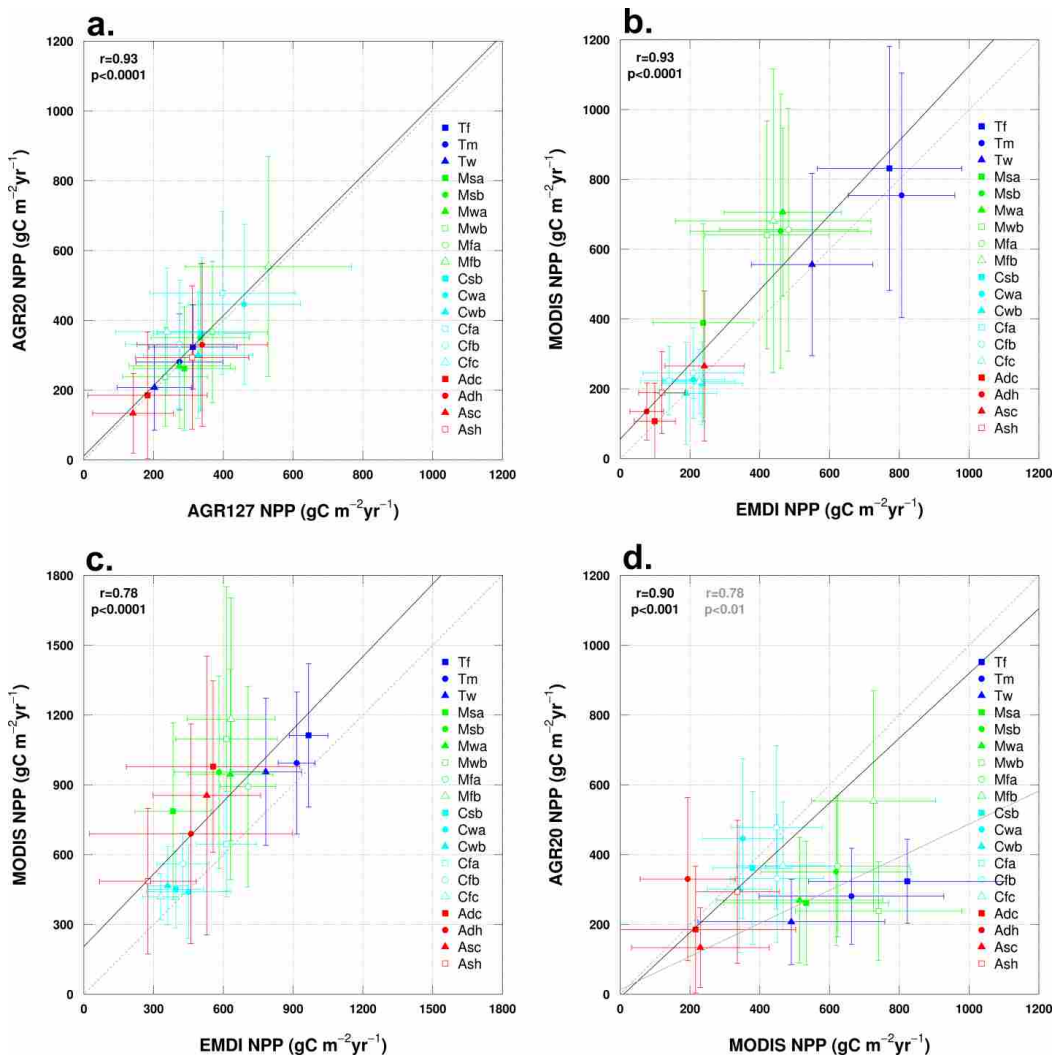 a.
r=0.93
p<0.0001
1200
1000
800
600
400
200
0
0 200 400 600 800 1000 1200
AGR20 NPP (gC m⁻²yr⁻¹)
AGR127 NPP (gC m⁻²yr⁻¹)
Tf
Tm
Tw
Msa
Msb
Mwa
Mwb
Mfa
Mfb
Csb
Cwa
Cwb
Cfa
Cfb
Cfc
Adc
Adh
Asc
Ash
b.
r=0.93
p<0.0001
1200
1000
800
600
400
200
0
0 200 400 600 800 1000 1200
MODIS NPP (gC m⁻²yr⁻¹)
EMDI NPP (gC m⁻²yr⁻¹)
Tf
Tm
Tw
Msa
Msb
Mwa
Mwb
Mfa
Mfb
Csb
Cwa
Cwb
Cfa
Cfb
Cfc
Adc
Adh
Asc
Ash
c.
r=0.78
p<0.0001
1800
1500
1200
900
600
300
0
0 300 600 900 1200 1500 1800
MODIS NPP (gC m⁻²yr⁻¹)
EMDI NPP (gC m⁻²yr⁻¹)
Tf
Tm
Tw
Msa
Msb
Mwa
Mwb
Mfa
Mfb
Csb
Cwa
Cwb
Cfa
Cfb
Cfc
Adc
Adh
Asc
Ash
d.
r=0.90 r=0.78
p<0.001 p<0.01
1200
1000
800
600
400
200
0
0 200 400 600 800 1000 1200
AGR20 NPP (gC m⁻²yr⁻¹)
MODIS NPP (gC m⁻²yr⁻¹)
Tf
Tm
Tw
Msa
Msb
Mwa
Mwb
Mfa
Mfb
Csb
Cwa
Cwb
Cfa
Cfb
Cfc
Adc
Adh
Asc
Ash